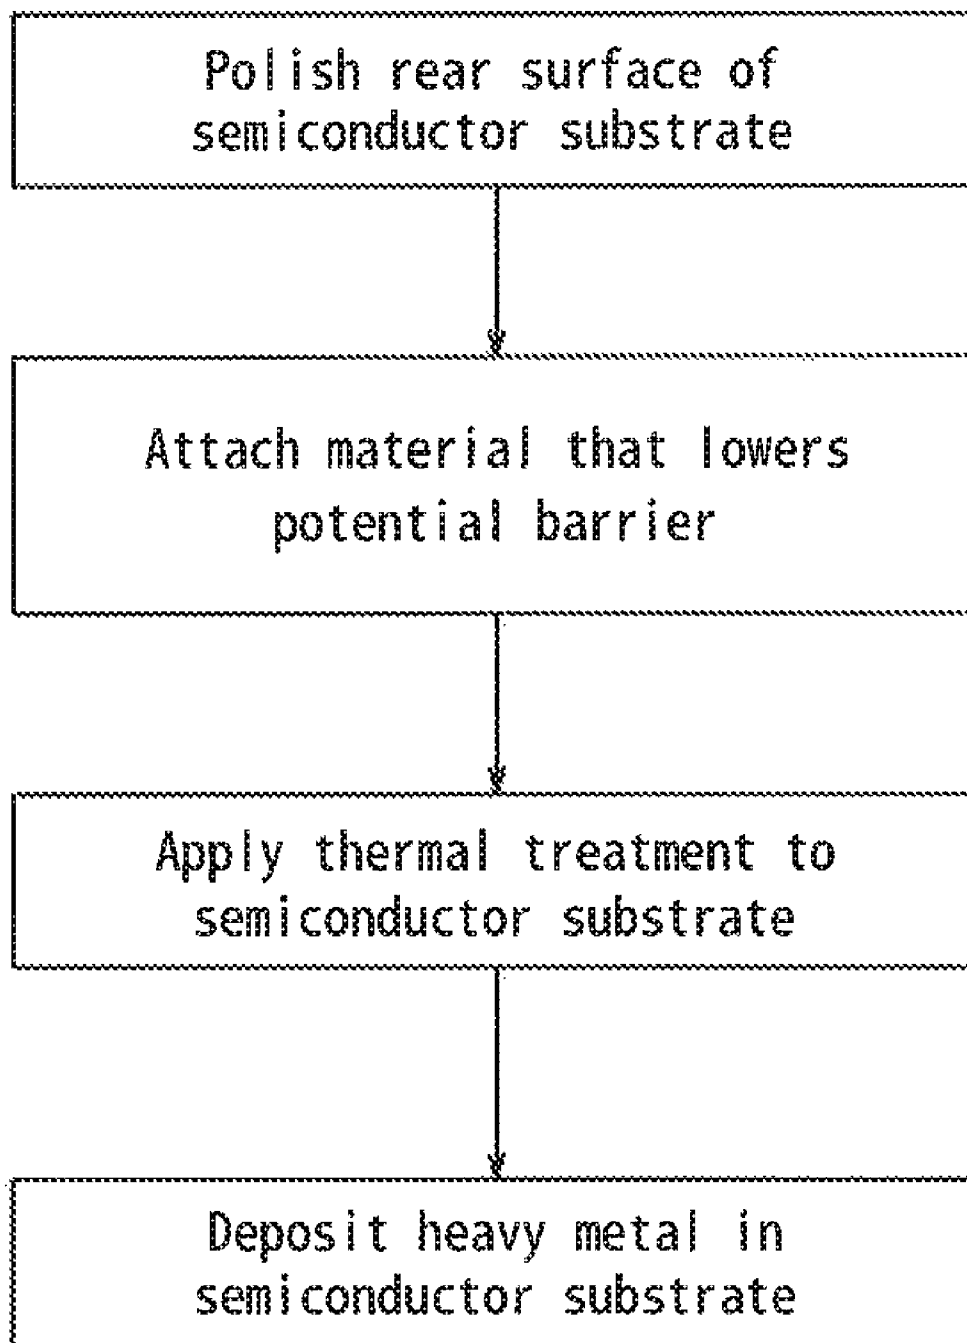 Polish rear surface of
semiconductor substrate
Attach material that lowers
potential barrier
Apply thermal treatment to
semiconductor substrate
Deposit heavy metal in
semiconductor substrate